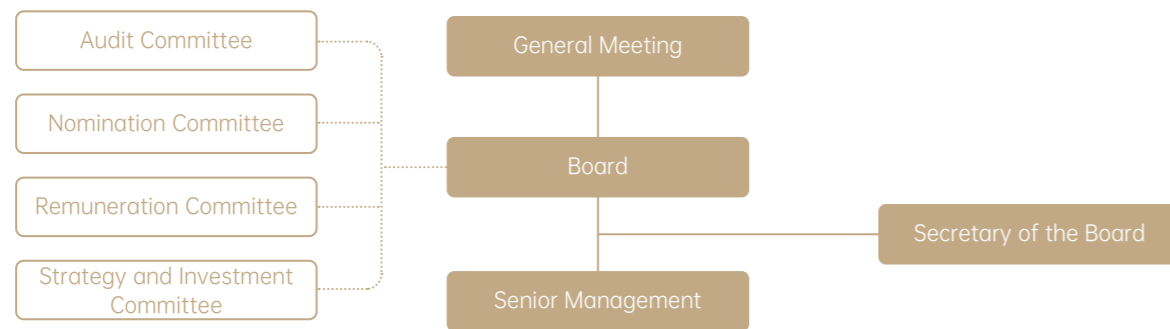 Audit Committee
Nomination Committee
Remuneration Committee
Strategy and Investment
Committee
General Meeting
Board
Senior Management
Secretary of the Board